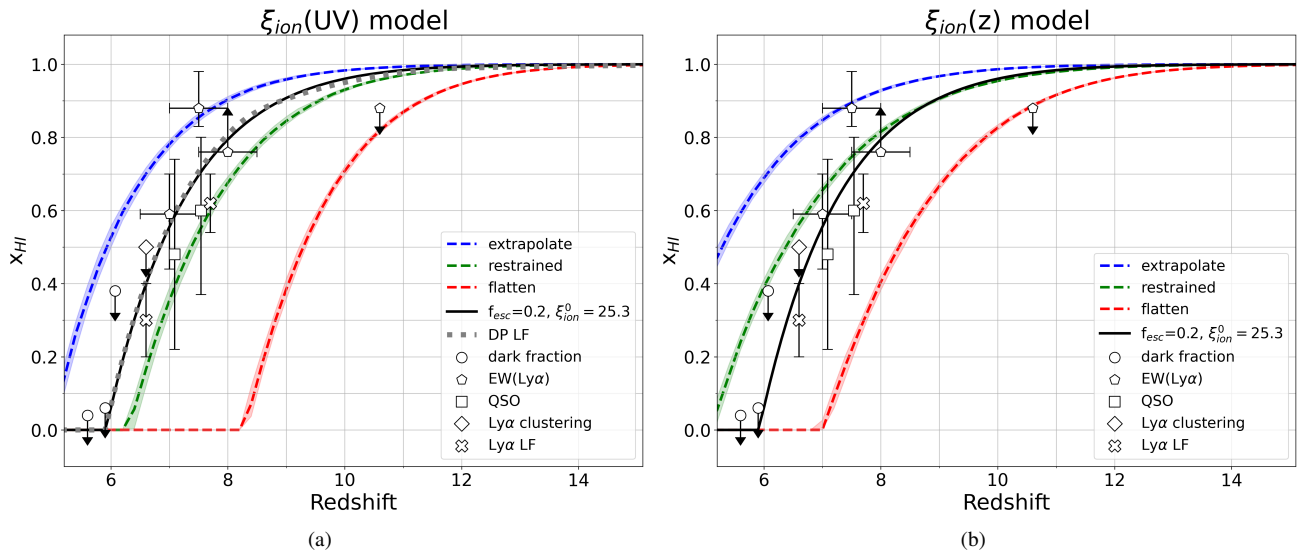 ξion(UV) model
1.0
0.8
0.6
0.4
0.2
0.0
xHI
6
8
10
12
14
Redshift
extrapolate
restrained
flatten
fesc=0.2, ξ⁰ion = 25.3
DP LF
dark fraction
EW(Lyα)
QSO
Lyα clustering
Lyα LF
(a)
ξion(z) model
1.0
0.8
0.6
0.4
0.2
0.0
xHI
6
8
10
12
14
Redshift
extrapolate
restrained
flatten
fesc=0.2, ξ⁰ion = 25.3
dark fraction
EW(Lyα)
QSO
Lyα clustering
Lyα LF
(b)